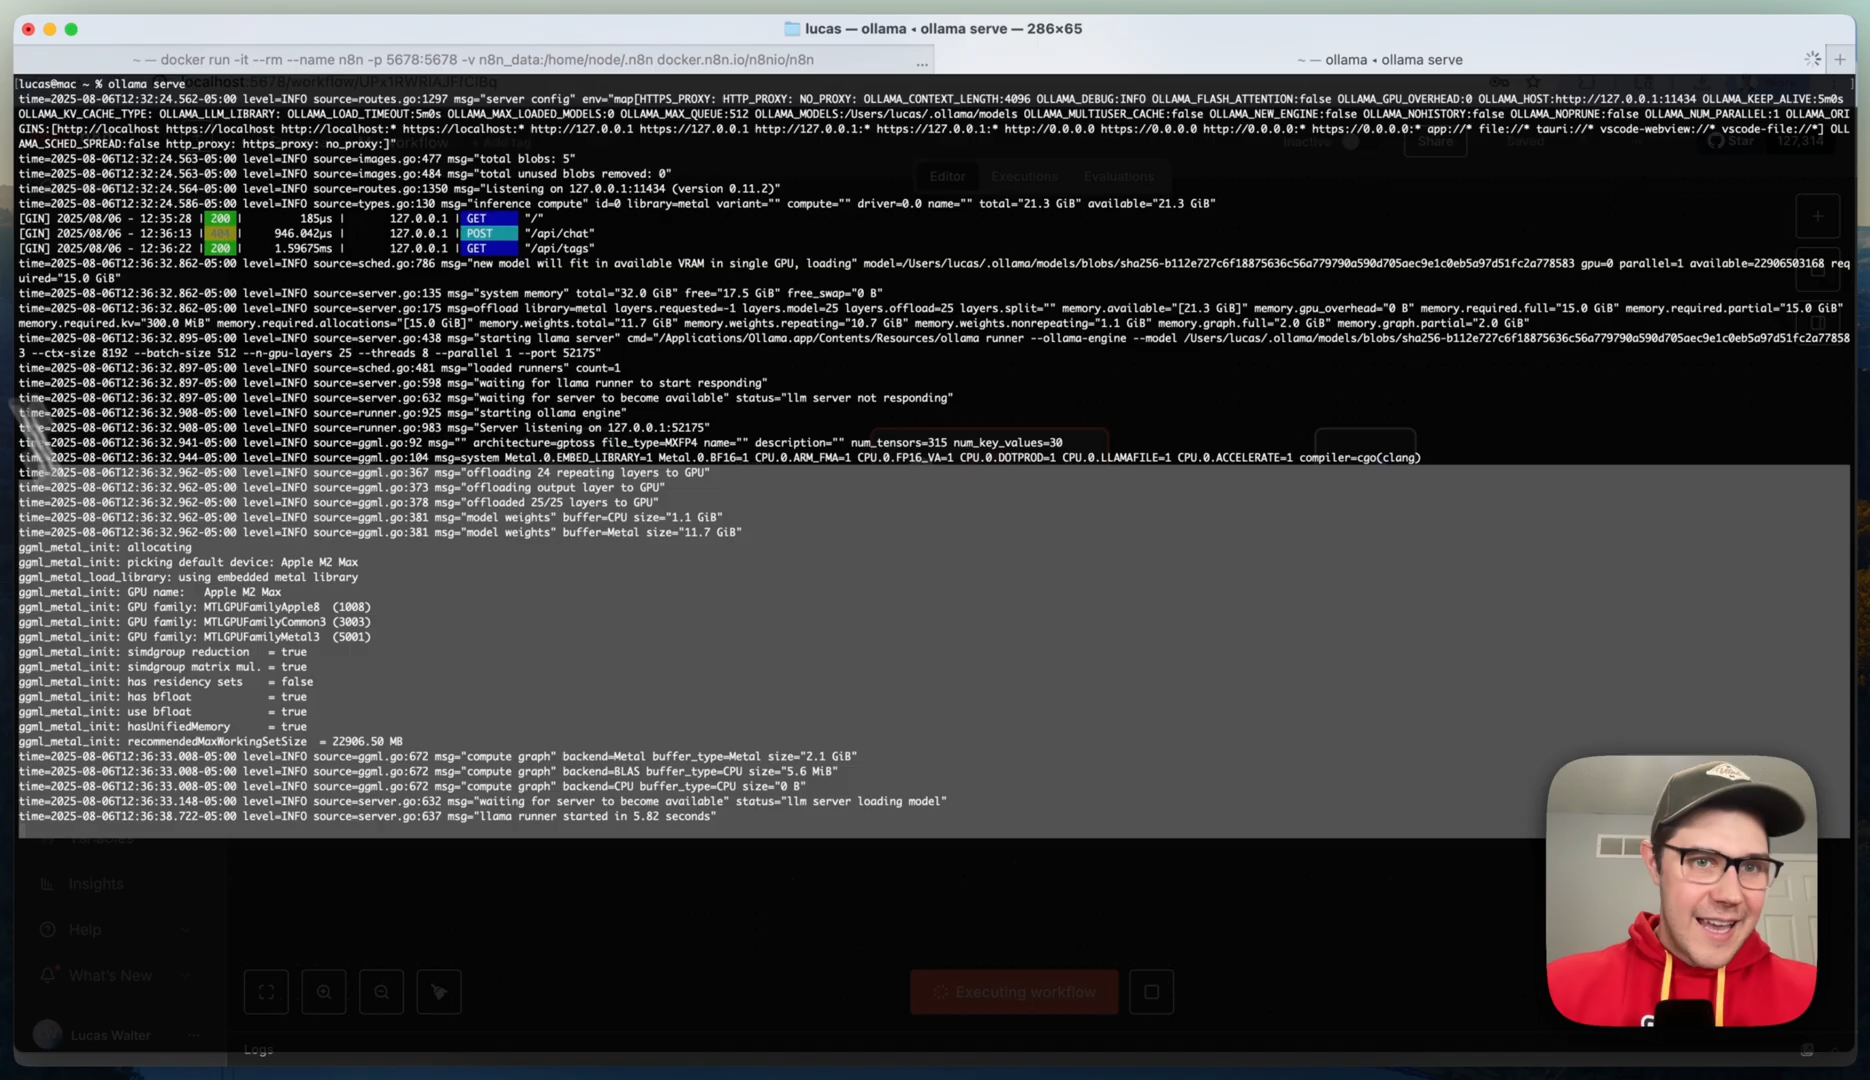 lucas — ollama ◂ ollama serve — 286×65
~ — docker run -it --rm --name n8n -p 5678:5678 -v n8n_data:/home/node/.n8n docker.n8n.io/n8nio/n8n ...
~ — ollama ◂ ollama serve
lucas@mac ~ % ollama serve
time=2025-08-06T12:32:24.562-05:00 level=INFO source=routes.go:1297 msg="server config" env="map[HTTPS_PROXY: HTTP_PROXY: NO_PROXY: OLLAMA_CONTEXT_LENGTH:4096 OLLAMA_DEBUG:INFO OLLAMA_FLASH_ATTENTION:false OLLAMA_GPU_OVERHEAD:0 OLLAMA_HOST:http://127.0.0.1:11434 OLLAMA_KEEP_ALIVE:5m0s
OLLAMA_KV_CACHE_TYPE: OLLAMA_LLM_LIBRARY: OLLAMA_LOAD_TIMEOUT:5m0s OLLAMA_MAX_LOADED_MODELS:0 OLLAMA_MAX_QUEUE:512 OLLAMA_MODELS:/Users/lucas/.ollama/models OLLAMA_MULTIUSER_CACHE:false OLLAMA_NEW_ENGINE:false OLLAMA_NOHISTORY:false OLLAMA_NOPRUNE:false OLLAMA_NUM_PARALLEL:1 OLLAMA_ORI
GINS:[http://localhost https://localhost http://localhost:* https://localhost:* http://127.0.0.1 https://127.0.0.1 http://127.0.0.1:* https://127.0.0.1:* http://0.0.0.0 https://0.0.0.0 http://0.0.0.0:* https://0.0.0.0:* app://* file://* tauri://* vscode-webview://* vscode-file://*] OLL
AMA_SCHED_SPREAD:false http_proxy: https_proxy: no_proxy:]"
time=2025-08-06T12:32:24.563-05:00 level=INFO source=images.go:477 msg="total blobs: 5"
time=2025-08-06T12:32:24.563-05:00 level=INFO source=images.go:484 msg="total unused blobs removed: 0"
time=2025-08-06T12:32:24.564-05:00 level=INFO source=routes.go:1350 msg="Listening on 127.0.0.1:11434 (version 0.11.2)"
time=2025-08-06T12:32:24.586-05:00 level=INFO source=types.go:130 msg="inference compute" id=0 library=metal variant="" compute="" driver=0.0 name="" total="21.3 GiB" available="21.3 GiB"
[GIN] 2025/08/06 - 12:35:28 | 200 | 185µs | 127.0.0.1 | GET "/"
[GIN] 2025/08/06 - 12:36:13 | 404 | 946.042µs | 127.0.0.1 | POST "/api/chat"
[GIN] 2025/08/06 - 12:36:22 | 200 | 1.59675ms | 127.0.0.1 | GET "/api/tags"
time=2025-08-06T12:36:32.862-05:00 level=INFO source=sched.go:786 msg="new model will fit in available VRAM in single GPU, loading" model=/Users/lucas/.ollama/models/blobs/sha256-b112e727c6f18875636c56a779790a590d705aec9e1c0eb5a97d51fc2a778583 gpu=0 parallel=1 available=22906503168 req
uired="15.0 GiB"
time=2025-08-06T12:36:32.862-05:00 level=INFO source=server.go:135 msg="system memory" total="32.0 GiB" free="17.5 GiB" free_swap="0 B"
time=2025-08-06T12:36:32.862-05:00 level=INFO source=server.go:175 msg=offload library=metal layers.requested=-1 layers.model=25 layers.offload=25 layers.split="" memory.available="[21.3 GiB]" memory.gpu_overhead="0 B" memory.required.full="15.0 GiB" memory.required.partial="15.0 GiB"
memory.required.kv="300.0 MiB" memory.required.allocations="[15.0 GiB]" memory.weights.total="11.7 GiB" memory.weights.repeating="10.7 GiB" memory.weights.nonrepeating="1.1 GiB" memory.graph.full="2.0 GiB" memory.graph.partial="2.0 GiB"
time=2025-08-06T12:36:32.895-05:00 level=INFO source=server.go:438 msg="starting llama server" cmd="/Applications/Ollama.app/Contents/Resources/ollama runner --ollama-engine --model /Users/lucas/.ollama/models/blobs/sha256-b112e727c6f18875636c56a779790a590d705aec9e1c0eb5a97d51fc2a77858
3 --ctx-size 8192 --batch-size 512 --n-gpu-layers 25 --threads 8 --parallel 1 --port 52175"
time=2025-08-06T12:36:32.897-05:00 level=INFO source=sched.go:481 msg="loaded runners" count=1
time=2025-08-06T12:36:32.897-05:00 level=INFO source=server.go:598 msg="waiting for llama runner to start responding"
time=2025-08-06T12:36:32.897-05:00 level=INFO source=server.go:632 msg="waiting for server to become available" status="llm server not responding"
time=2025-08-06T12:36:32.908-05:00 level=INFO source=runner.go:925 msg="starting ollama engine"
time=2025-08-06T12:36:32.908-05:00 level=INFO source=runner.go:983 msg="Server listening on 127.0.0.1:52175"
time=2025-08-06T12:36:32.941-05:00 level=INFO source=ggml.go:92 msg="" architecture=gptoss file_type=MXFP4 name="" description="" num_tensors=315 num_key_values=30
time=2025-08-06T12:36:32.944-05:00 level=INFO source=ggml.go:104 msg=system Metal.0.EMBED_LIBRARY=1 Metal.0.BF16=1 CPU.0.ARM_FMA=1 CPU.0.FP16_VA=1 CPU.0.DOTPROD=1 CPU.0.LLAMAFILE=1 CPU.0.ACCELERATE=1 compiler=cgo(clang)
time=2025-08-06T12:36:32.962-05:00 level=INFO source=ggml.go:367 msg="offloading 24 repeating layers to GPU"
time=2025-08-06T12:36:32.962-05:00 level=INFO source=ggml.go:373 msg="offloading output layer to GPU"
time=2025-08-06T12:36:32.962-05:00 level=INFO source=ggml.go:378 msg="offloaded 25/25 layers to GPU"
time=2025-08-06T12:36:32.962-05:00 level=INFO source=ggml.go:381 msg="model weights" buffer=CPU size="1.1 GiB"
time=2025-08-06T12:36:32.962-05:00 level=INFO source=ggml.go:381 msg="model weights" buffer=Metal size="11.7 GiB"
ggml_metal_init: allocating
ggml_metal_init: picking default device: Apple M2 Max
ggml_metal_load_library: using embedded metal library
ggml_metal_init: GPU name:   Apple M2 Max
ggml_metal_init: GPU family: MTLGPUFamilyApple8  (1008)
ggml_metal_init: GPU family: MTLGPUFamilyCommon3 (3003)
ggml_metal_init: GPU family: MTLGPUFamilyMetal3  (5001)
ggml_metal_init: simdgroup reduction   = true
ggml_metal_init: simdgroup matrix mul. = true
ggml_metal_init: has residency sets    = false
ggml_metal_init: has bfloat            = true
ggml_metal_init: use bfloat            = true
ggml_metal_init: hasUnifiedMemory      = true
ggml_metal_init: recommendedMaxWorkingSetSize  = 22906.50 MB
time=2025-08-06T12:36:33.008-05:00 level=INFO source=ggml.go:672 msg="compute graph" backend=Metal buffer_type=Metal size="2.1 GiB"
time=2025-08-06T12:36:33.008-05:00 level=INFO source=ggml.go:672 msg="compute graph" backend=BLAS buffer_type=CPU size="5.6 MiB"
time=2025-08-06T12:36:33.008-05:00 level=INFO source=ggml.go:672 msg="compute graph" backend=CPU buffer_type=CPU size="0 B"
time=2025-08-06T12:36:33.148-05:00 level=INFO source=server.go:632 msg="waiting for server to become available" status="llm server loading model"
time=2025-08-06T12:36:38.722-05:00 level=INFO source=server.go:637 msg="llama runner started in 5.82 seconds"
Inactive Share Saved Star 127,314
Editor Executions Evaluations
Insights
Help
What's New
Executing workflow
Lucas Walter
Logs